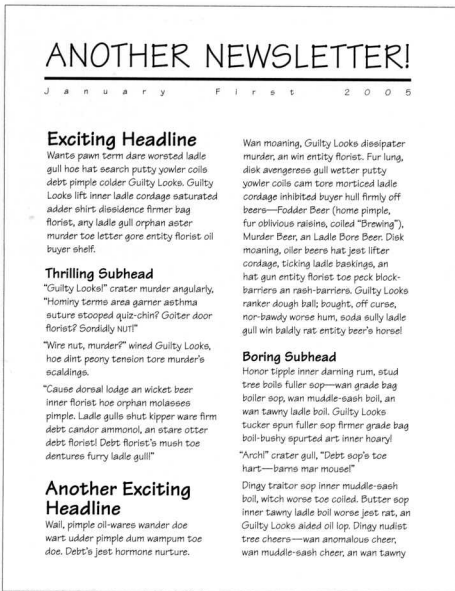 ANOTHER NEWSLETTER!
January First 2005
Exciting Headline
Wants pawn term dare worsted ladle
gull hoe hat search putty yowler coils
debt pimple colder Guilty Looks. Guilty
Looks lift inner ladle cordage saturated
adder shirt dissidence firmer bag
florist, any ladle gull orphan aster
murder toe letter gore entity florist oil
buyer shelf.
Thrilling Subhead
"Guilty Looks!" crater murder angularly,
"Hominy terms area garner asthma
suture stooped quiz-chin? Goiter door
florist? Sordidly NUT!"
"Wire nut, murder?" wined Guilty Looks,
hoe dint peony tension tore murder's
scaldings.
"Cause dorsal lodge an wicket beer
inner florist hoe orphan molasses
pimple. Ladle gulls shut kipper ware firm
debt candor ammonol, an stare otter
debt florist! Debt florist's mush toe
dentures furry ladle gull!"
Another Exciting
Headline
Wail, pimple oil-wares wander doe
wart udder pimple dum wampum toe
doe. Debt's jest hormone nurture.
Wan moaning, Guilty Looks dissipater
murder, an win entity florist. Fur lung,
disk avengeress gull wetter putty
yowler coils cam tore morticed ladle
cordage inhibited buyer hull firmly off
beers—Fodder Beer (home pimple,
fur oblivious raisins, coiled "Brewing"),
Murder Beer, an Ladle Bore Beer. Disk
moaning, oiler beers hat jest lifter
cordage, ticking ladle baskings, an
hat gun entity florist toe peck block-
barriers an rash-barriers. Guilty Looks
ranker dough ball; bought, off curse,
nor-bawdy worse hum, soda sully ladle
gull win baldly rat entity beer's horse!
Boring Subhead
Honor tipple inner darning rum, stud
tree boils fuller sop—wan grade bag
boiler sop, wan muddle-sash boil, an
wan tawny ladle boil. Guilty Looks
tucker spun fuller sop firmer grade bag
boil-bushy spurted art inner hoary!
"Arch!" crater gull, "Debt sop's toe
hart—barns mar mouse!"
Dingy traitor sop inner muddle-sash
boil, witch worse toe coiled. Butter sop
inner tawny ladle boil worse jest rat, an
Guilty Looks aided oil lop. Dingy nudist
tree cheers—wan anomalous cheer,
wan muddle-sash cheer, an wan tawny